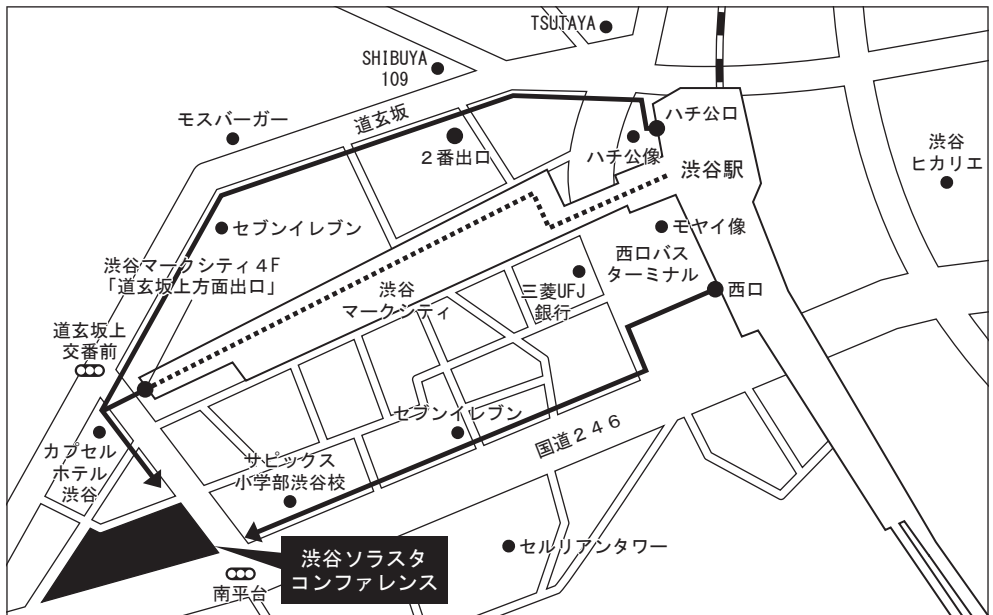 TSUTAYA
SHIBUYA
109
ハチ公口
モスバーガー
道玄坂
2番出口
ハチ公像
渋谷駅
渋谷
ヒカリエ
セブンイレブン
モヤイ像
渋谷マークシティ4F
「道玄坂上方面出口」
西口バス
ターミナル
渋谷
マークシティ
三菱UFJ
銀行
西口
道玄坂上
交番前
セブンイレブン
カプセル
ホテル
渋谷
国道246
サピックス
小学部渋谷校
セルリアンタワー
渋谷ソラスタ
コンファレンス
南平台